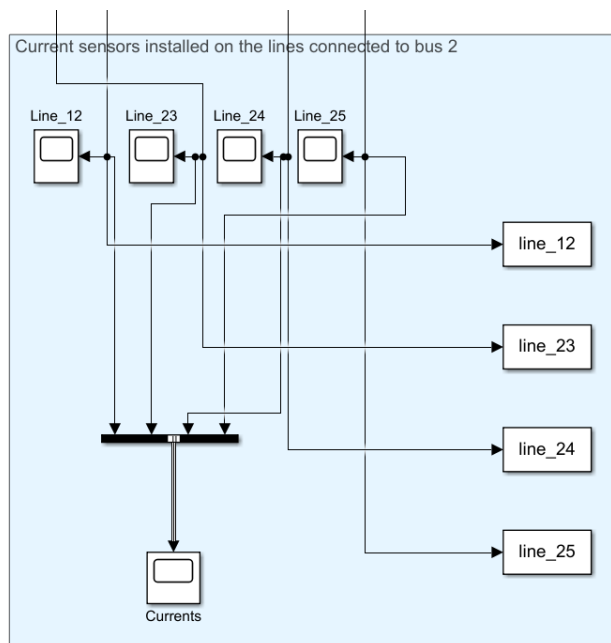 Current sensors installed on the lines connected to bus 2
Line_12
Line_23
Line_24
Line_25
line_12
line_23
line_24
line_25
Currents